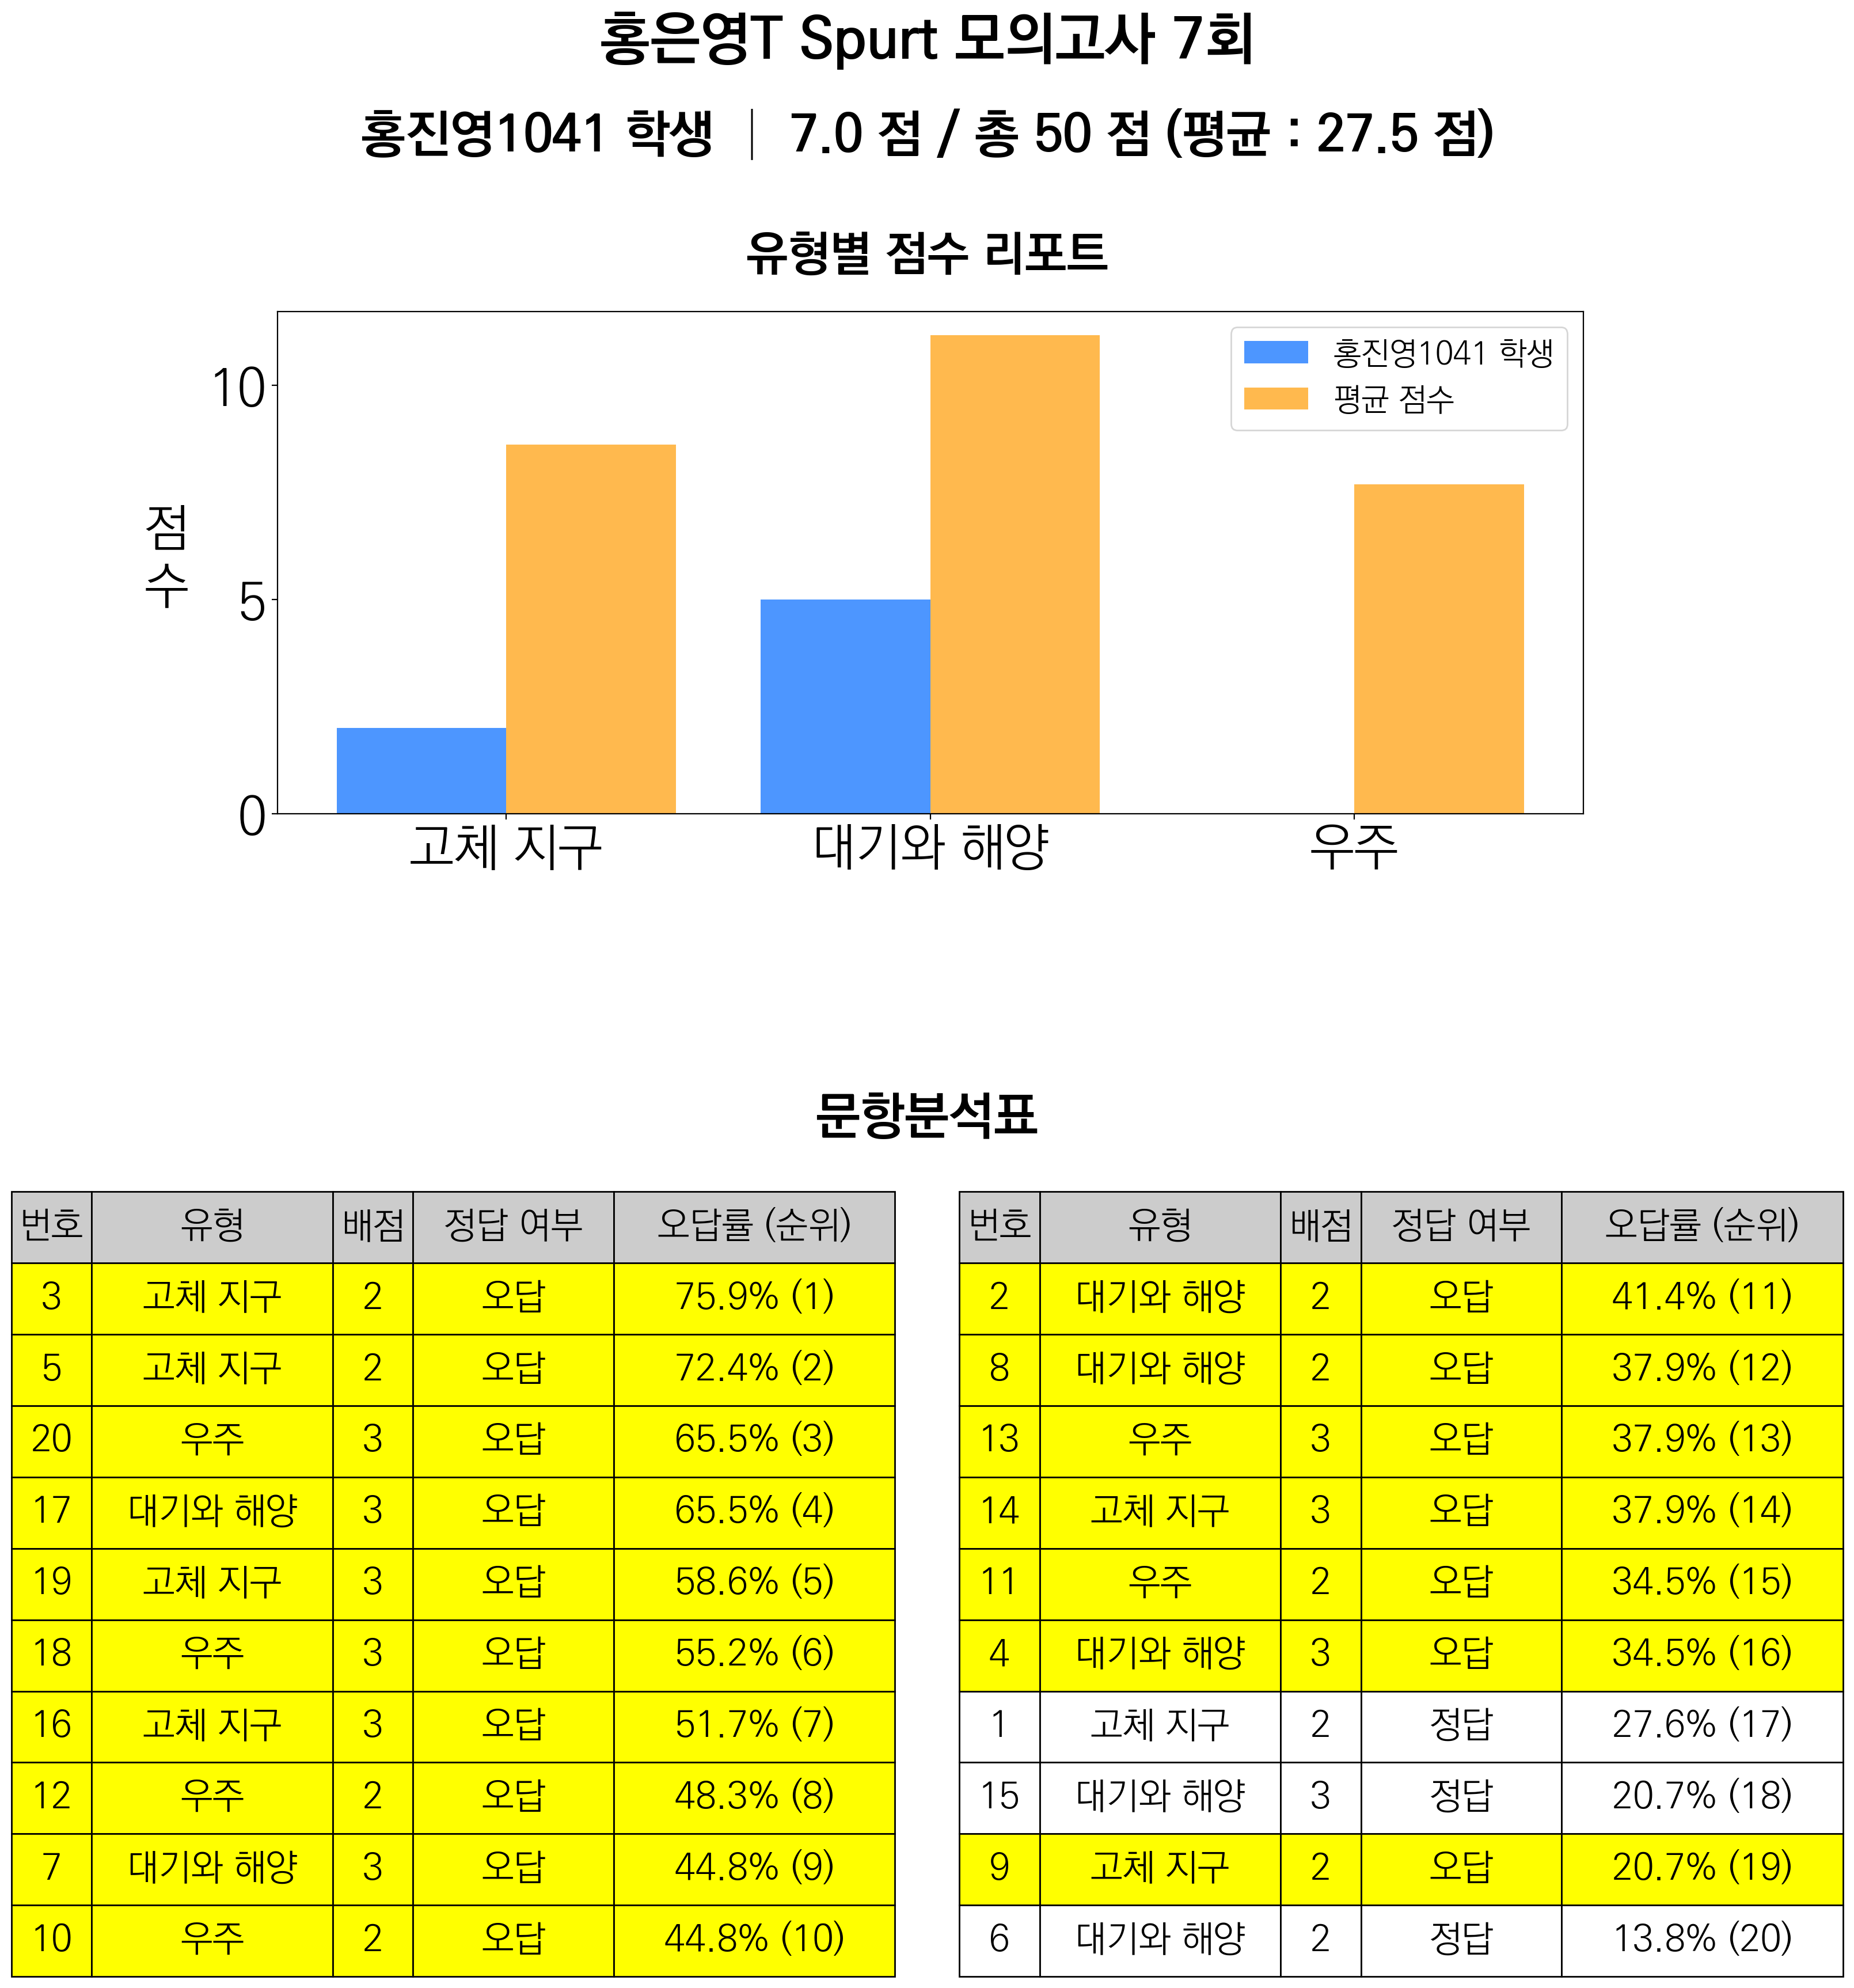 홍은영T Spurt 모의고사 7회
홍진영1041 학생 | 7.0 점 / 총 50 점 (평균 : 27.5 점)
유형별 점수 리포트
홍진영1041 학생
평균 점수
점수
10
5
0
고체 지구 대기와 해양 우주
문항분석표
번호 유형 배점 정답 여부 오답률 (순위)
3 고체 지구 2 오답 75.9% (1)
5 고체 지구 2 오답 72.4% (2)
20 우주 3 오답 65.5% (3)
17 대기와 해양 3 오답 65.5% (4)
19 고체 지구 3 오답 58.6% (5)
18 우주 3 오답 55.2% (6)
16 고체 지구 3 오답 51.7% (7)
12 우주 2 오답 48.3% (8)
7 대기와 해양 3 오답 44.8% (9)
10 우주 2 오답 44.8% (10)
번호 유형 배점 정답 여부 오답률 (순위)
2 대기와 해양 2 오답 41.4% (11)
8 대기와 해양 2 오답 37.9% (12)
13 우주 3 오답 37.9% (13)
14 고체 지구 3 오답 37.9% (14)
11 우주 2 오답 34.5% (15)
4 대기와 해양 3 오답 34.5% (16)
1 고체 지구 2 정답 27.6% (17)
15 대기와 해양 3 정답 20.7% (18)
9 고체 지구 2 오답 20.7% (19)
6 대기와 해양 2 정답 13.8% (20)